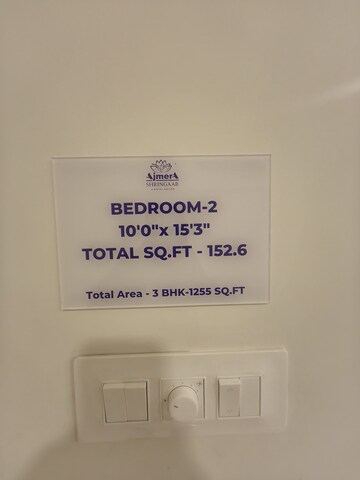 AjmerA
SHRINGAAR
BEDROOM-2
10'0"x 15'3"
TOTAL SQ.FT - 152.6
Total Area - 3 BHK-1255 SQ.FT